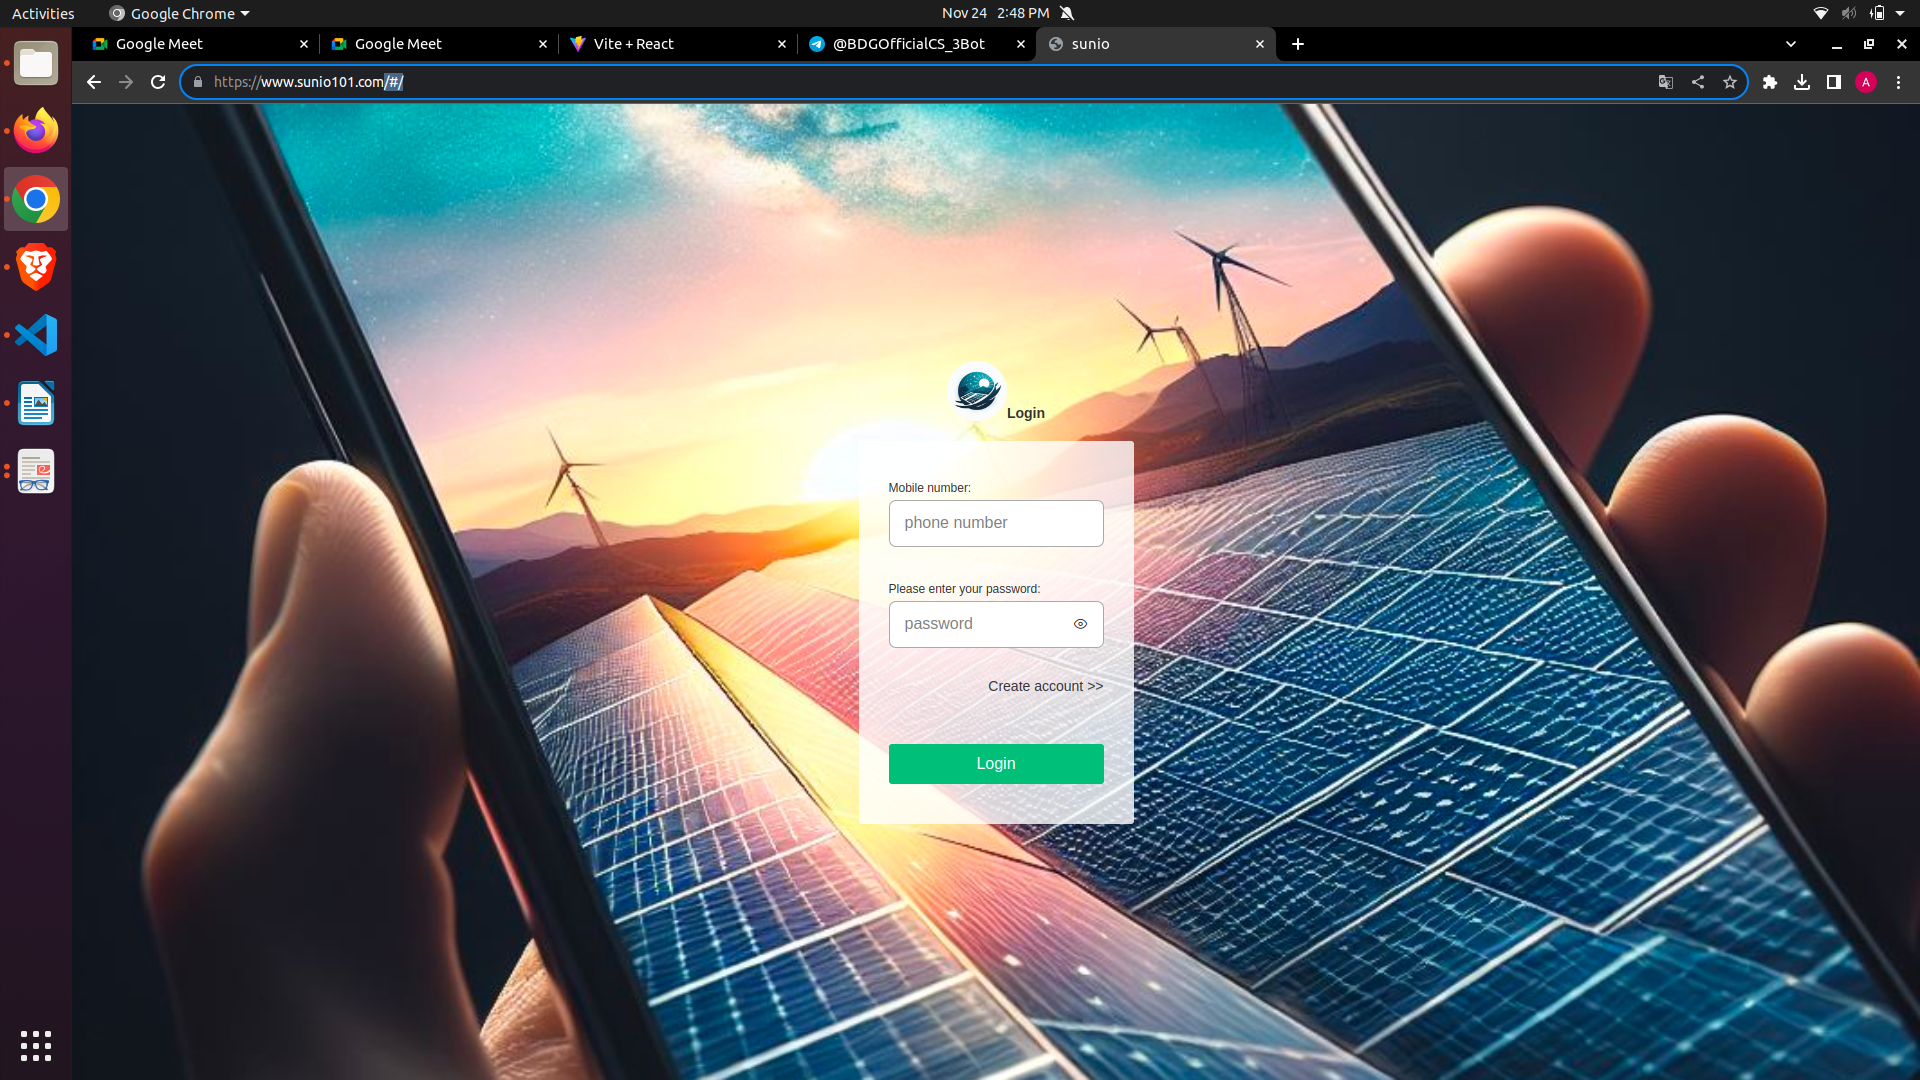 Activities
Google Chrome
Nov 24 2:48 PM
Google Meet
Google Meet
Vite + React
@BDGOfficialCS_3Bot
sunio
https://www.sunio101.com/#/
A
Login
Mobile number:
phone number
Please enter your password:
password
Create account >>
Login